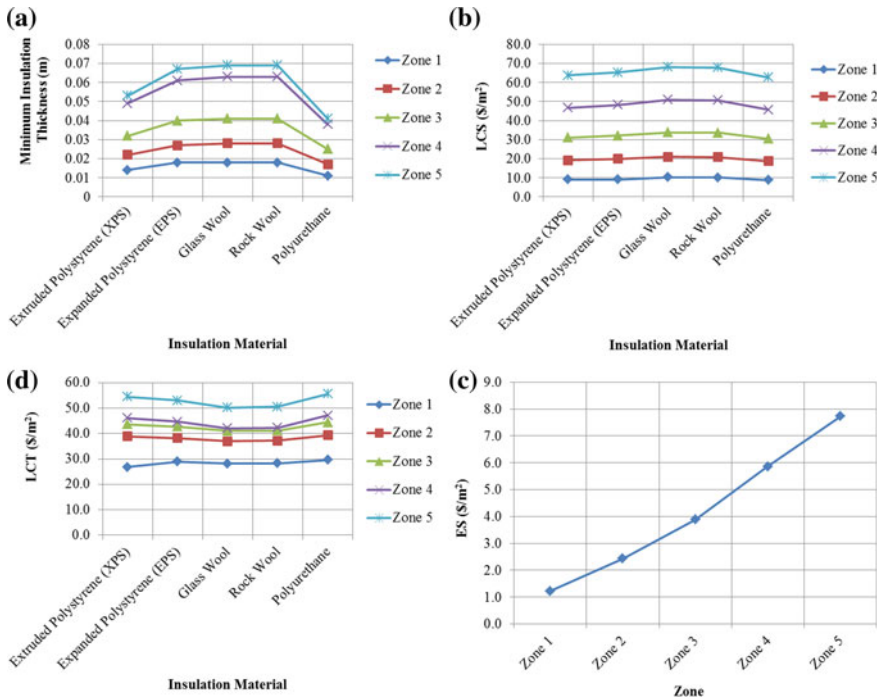 (a)
Minimum Insulation
Thickness (m)
0.08
0.07
0.06
0.05
0.04
0.03
0.02
0.01
0
Extruded Polystyrene (XPS)
Expanded Polystyrene (EPS)
Glass Wool
Rock Wool
Polyurethane
Insulation Material
Zone 1
Zone 2
Zone 3
Zone 4
Zone 5
(b)
LCS ($/m²)
80.0
70.0
60.0
50.0
40.0
30.0
20.0
10.0
0.0
Extruded Polystyrene (XPS)
Expanded Polystyrene (EPS)
Glass Wool
Rock Wool
Polyurethane
Insulation Material
Zone 1
Zone 2
Zone 3
Zone 4
Zone 5
(d)
LCT ($/m²)
60.0
50.0
40.0
30.0
20.0
10.0
0.0
Extruded Polystyrene (XPS)
Expanded Polystyrene (EPS)
Glass Wool
Rock Wool
Polyurethane
Insulation Material
Zone 1
Zone 2
Zone 3
Zone 4
Zone 5
(c)
ES ($/m²)
9.0
8.0
7.0
6.0
5.0
4.0
3.0
2.0
1.0
0.0
Zone 1
Zone 2
Zone 3
Zone 4
Zone 5
Zone